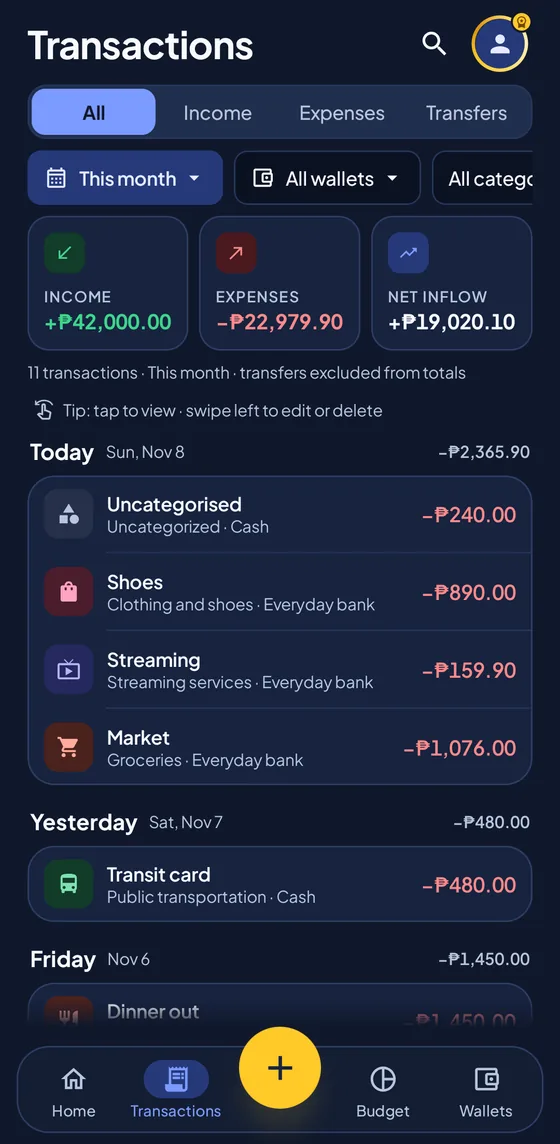 Transactions
All Income Expenses Transfers
This month All wallets All catego
INCOME EXPENSES NET INFLOW
+₱42,000.00 −₱22,979.90 +₱19,020.10
11 transactions · This month · transfers excluded from totals
Tip: tap to view · swipe left to edit or delete
Today Sun, Nov 8 −₱2,365.90
Uncategorised
Uncategorized · Cash
−₱240.00
Shoes
Clothing and shoes · Everyday bank
−₱890.00
Streaming
Streaming services · Everyday bank
−₱159.90
Market
Groceries · Everyday bank
−₱1,076.00
Yesterday Sat, Nov 7 −₱480.00
Transit card
Public transportation · Cash
−₱480.00
Friday Nov 6 −₱1,450.00
Dinner out
−₱1,450.00
Home Transactions Budget Wallets